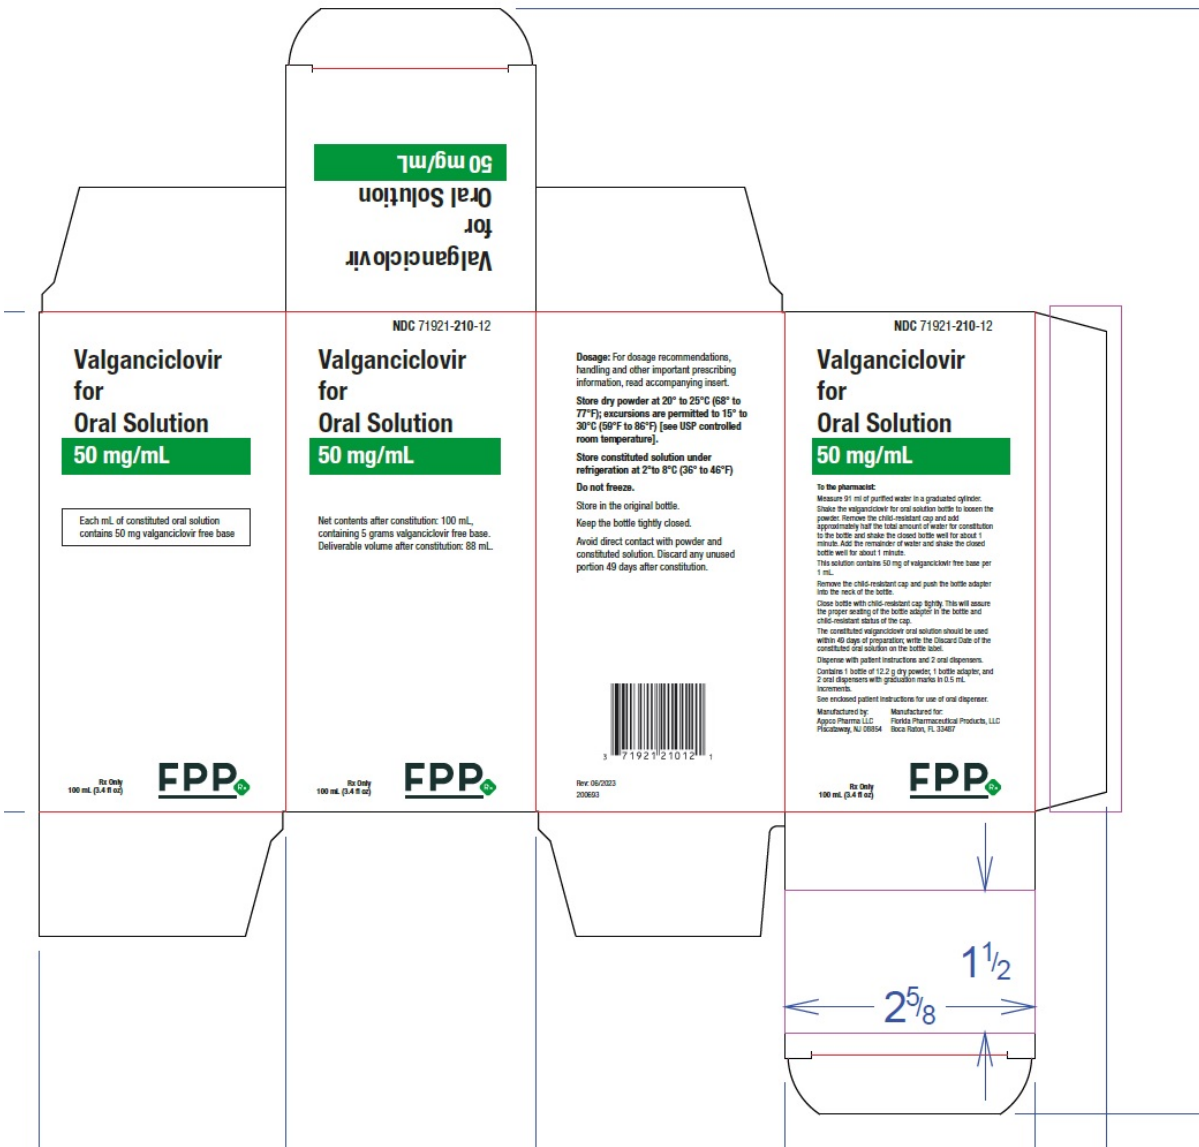 50 mg/mL
Oral Solution
for
Valganciclovir
Valganciclovir
for
Oral Solution
50 mg/mL
Each mL of constituted oral solution
contains 50 mg valganciclovir free base
Rx Only
100 mL (3.4 fl oz)
FPP
Rx
NDC 71921-210-12
Valganciclovir
for
Oral Solution
50 mg/mL
Net contents after constitution: 100 mL,
containing 5 grams valganciclovir free base.
Deliverable volume after constitution: 88 mL.
Rx Only
100 mL (3.4 fl oz)
FPP
Rx
Dosage: For dosage recommendations,
handling and other important prescribing
information, read accompanying insert.
Store dry powder at 20° to 25°C (68° to
77°F); excursions are permitted to 15° to
30°C (59°F to 86°F) [see USP controlled
room temperature].
Store constituted solution under
refrigeration at 2°to 8°C (36° to 46°F)
Do not freeze.
Store in the original bottle.
Keep the bottle tightly closed.
Avoid direct contact with powder and
constituted solution. Discard any unused
portion 49 days after constitution.
3 71921 21012 1
Rev: 06/2023
200693
NDC 71921-210-12
Valganciclovir
for
Oral Solution
50 mg/mL
To the pharmacist:
Measure 91 ml of purified water in a graduated cylinder.
Shake the valganciclovir for oral solution bottle to loosen the
powder. Remove the child-resistant cap and add
approximately half the total amount of water for constitution
to the bottle and shake the closed bottle well for about 1
minute. Add the remainder of water and shake the closed
bottle well for about 1 minute.
This solution contains 50 mg of valganciclovir free base per
1 mL.
Remove the child-resistant cap and push the bottle adapter
into the neck of the bottle.
Close bottle with child-resistant cap tightly. This will assure
the proper seating of the bottle adapter in the bottle and
child-resistant status of the cap.
The constituted valganciclovir oral solution should be used
within 49 days of preparation; write the Discard Date of the
constituted oral solution on the bottle label.
Dispense with patient instructions and 2 oral dispensers.
Contains 1 bottle of 12.2 g dry powder, 1 bottle adapter, and
2 oral dispensers with graduation marks in 0.5 mL
increments.
See enclosed patient instructions for use of oral dispenser.
Manufactured by:
Appco Pharma LLC
Piscataway, NJ 08854
Manufactured for:
Florida Pharmaceutical Products, LLC
Boca Raton, FL 33487
Rx Only
100 mL (3.4 fl oz)
FPP
Rx
1 1/2
2 5/8